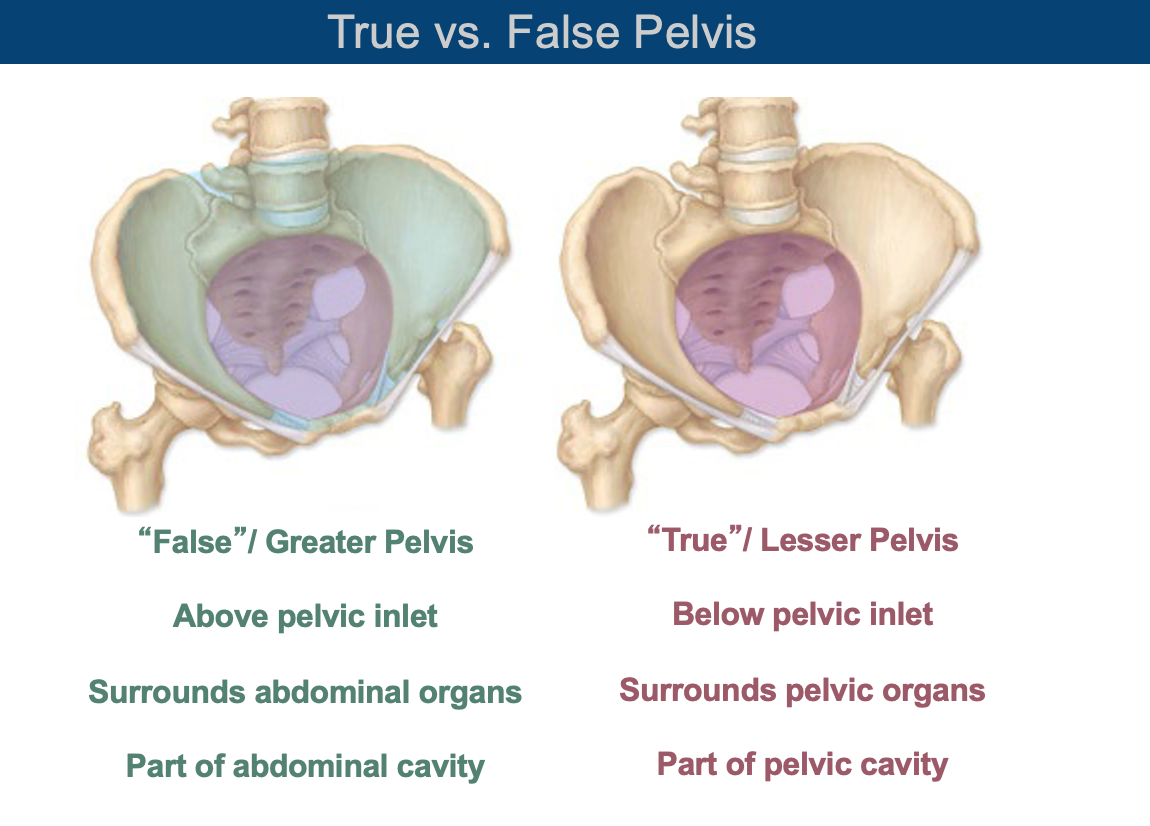 True vs. False Pelvis
“False”/ Greater Pelvis
Above pelvic inlet
Surrounds abdominal organs
Part of abdominal cavity
“True”/ Lesser Pelvis
Below pelvic inlet
Surrounds pelvic organs
Part of pelvic cavity